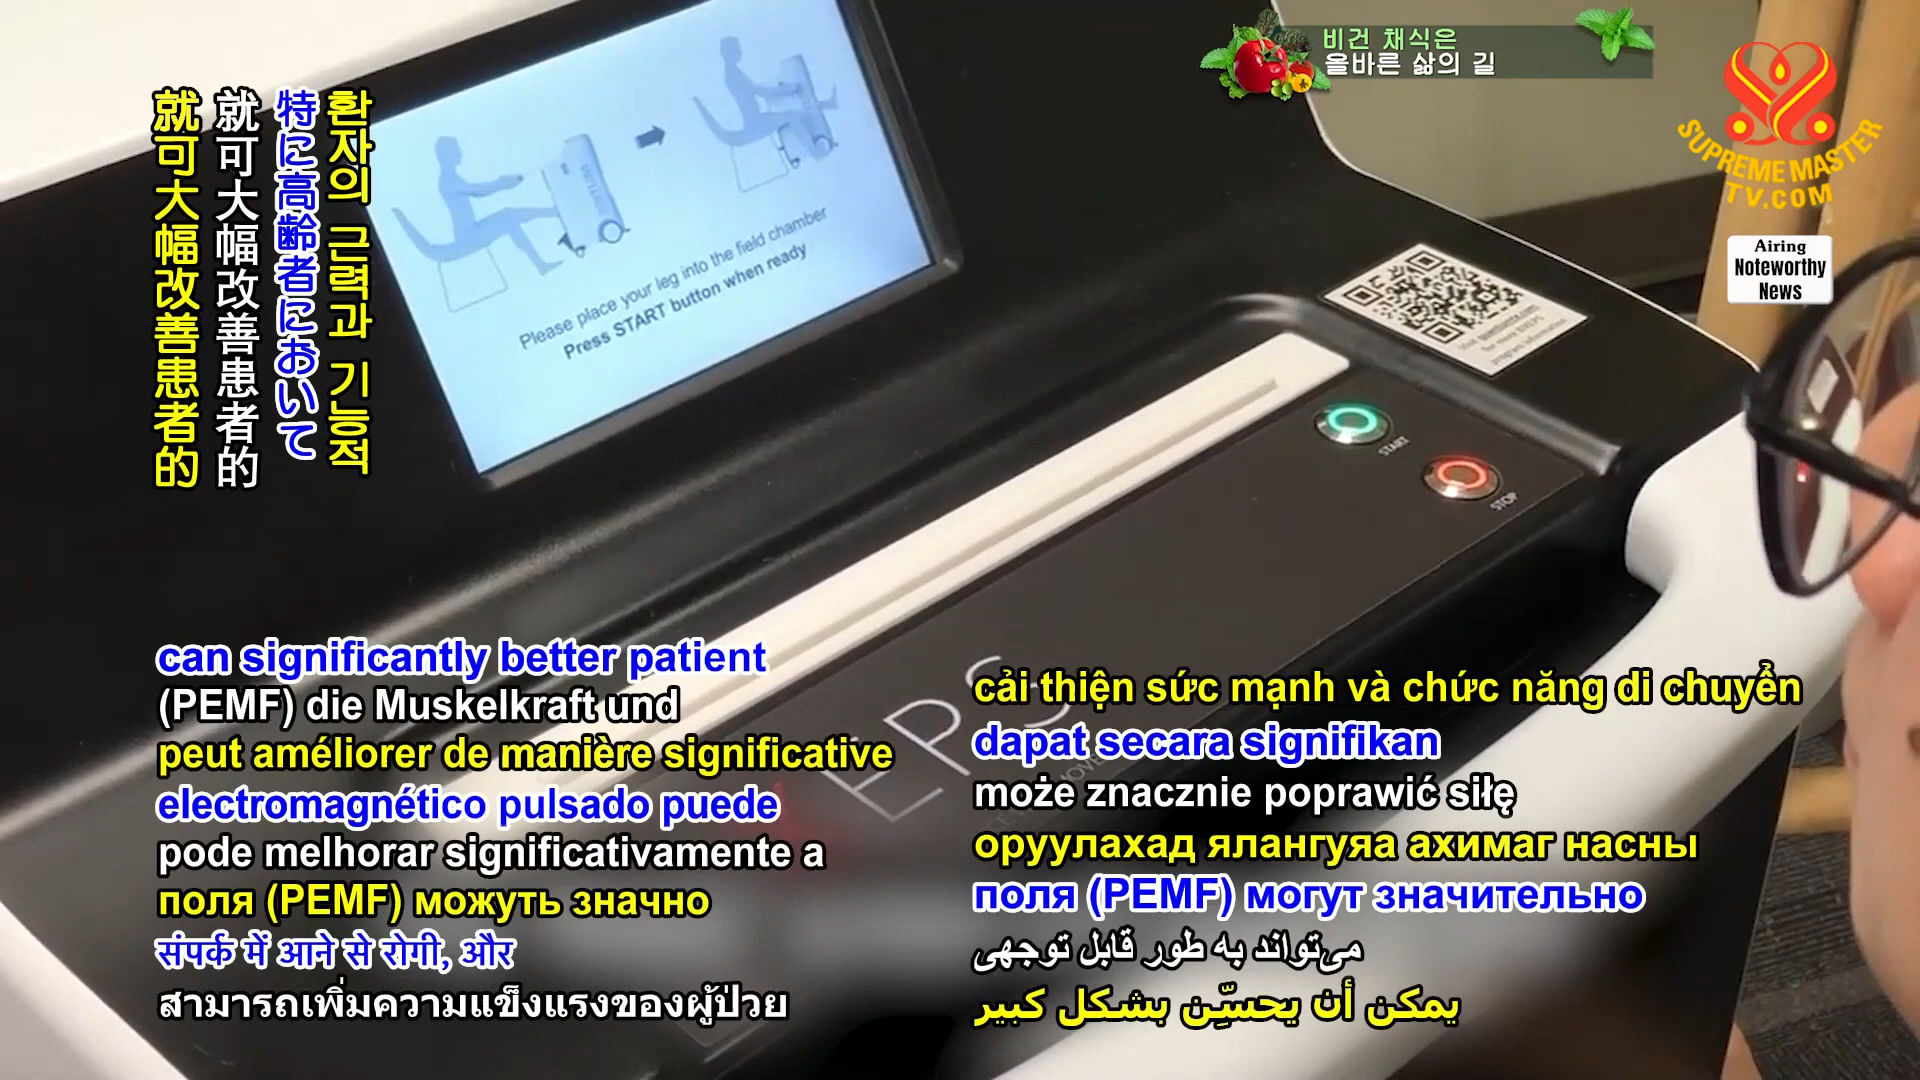 비건 채식은
올바른 삶의 길
SUPREME MASTER
TV.COM
Airing
Noteworthy
News
환자의 근력과 기능적
特に高齢者において
就可大幅改善患者的
就可大幅改善患者的
Please place your leg into the field chamber
Press START button when ready
START
STOP
EPS
can significantly better patient
(PEMF) die Muskelkraft und
peut améliorer de manière significative
electromagnético pulsado puede
pode melhorar significativamente a
поля (PEMF) можуть значно
संपर्क में आने से रोगी, और
สามารถเพิ่มความแข็งแรงของผู้ป่วย
cải thiện sức mạnh và chức năng di chuyển
dapat secara signifikan
może znacznie poprawić siłę
оруулахад ялангуяа ахимаг насны
поля (PEMF) могут значительно
می‌تواند به طور قابل توجهی
يمكن أن يحسّن بشكل كبير